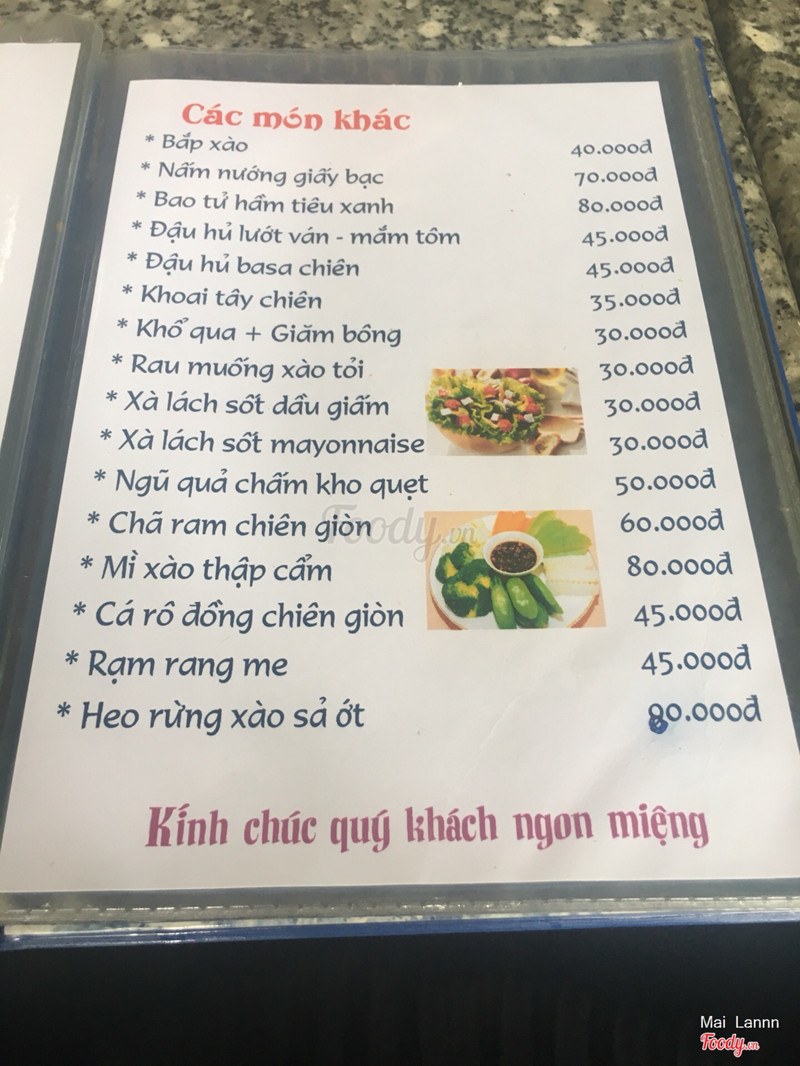 Các món khác
* Bắp xào 40.000đ
* Nấm nướng giấy bạc 70.000đ
* Bao tử hầm tiêu xanh 80.000đ
* Đậu hủ lướt ván - mắm tôm 45.000đ
* Đậu hủ basa chiên 45.000đ
* Khoai tây chiên 35.000đ
* Khổ qua + Giăm bông 30.000đ
* Rau muống xào tỏi 30.000đ
* Xà lách sốt dầu giấm 30.000đ
* Xà lách sốt mayonnaise 30.000đ
* Ngũ quả chấm kho quẹt 50.000đ
* Chã ram chiên giòn 60.000đ
* Mì xào thập cẩm 80.000đ
* Cá rô đồng chiên giòn 45.000đ
* Rạm rang me 45.000đ
* Heo rừng xào sả ớt 80.000đ
Kính chúc quý khách ngon miệng
Foody.vn
Mai Lannn
Foody.vn